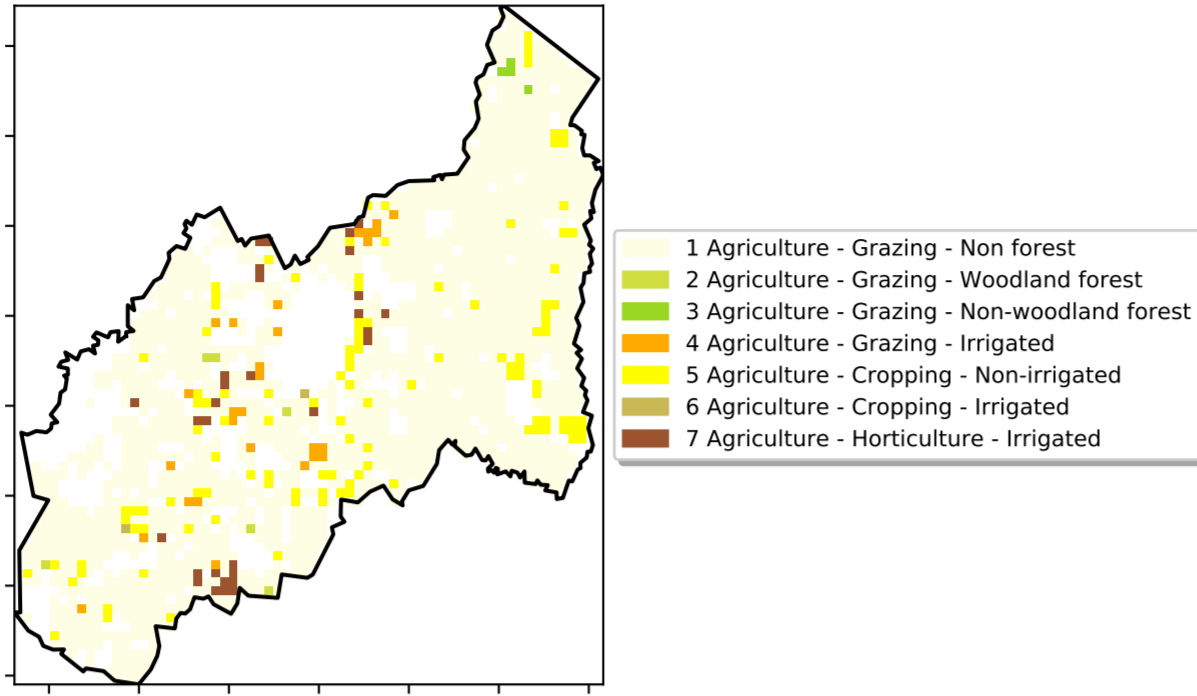 1 Agriculture - Grazing - Non forest
2 Agriculture - Grazing - Woodland forest
3 Agriculture - Grazing - Non-woodland forest
4 Agriculture - Grazing - Irrigated
5 Agriculture - Cropping - Non-irrigated
6 Agriculture - Cropping - Irrigated
7 Agriculture - Horticulture - Irrigated